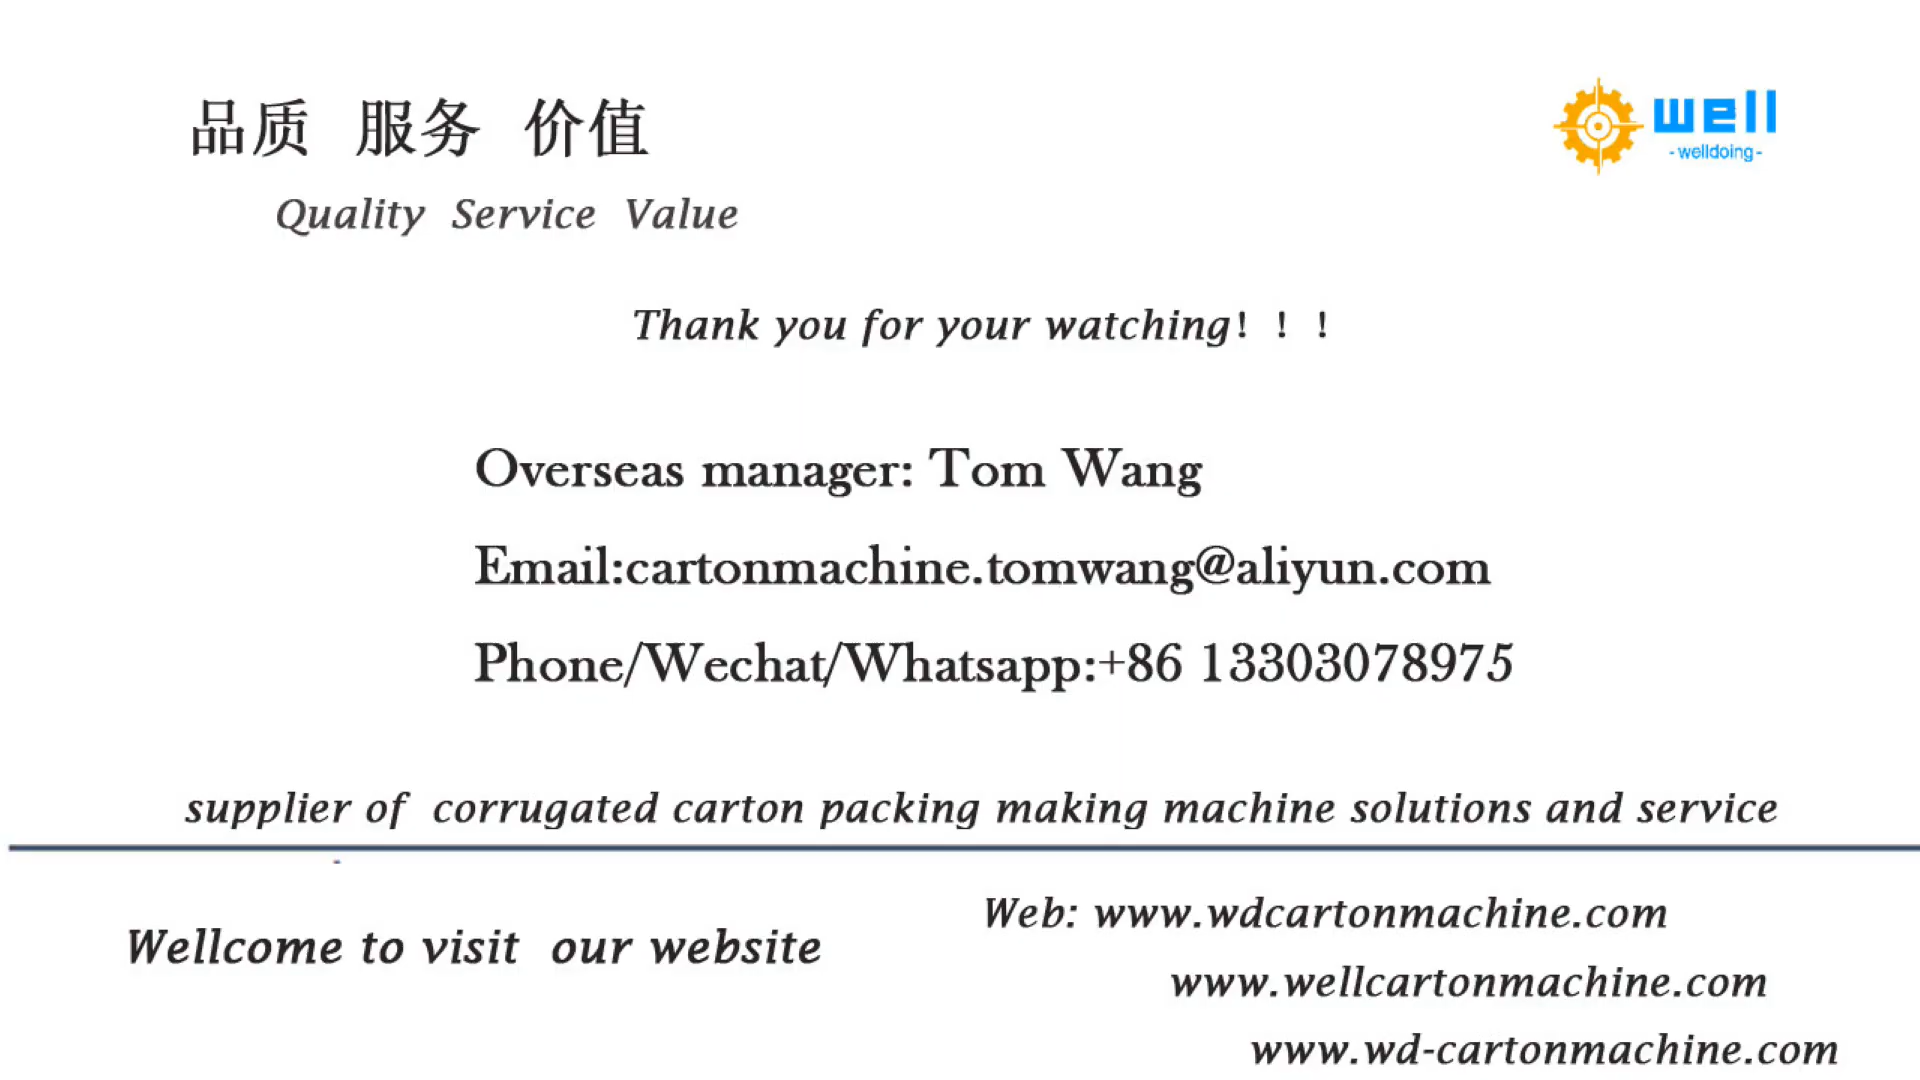 品质 服务 价值
well
-welldoing-
Quality Service Value
Thank you for your watching！！！
Overseas manager: Tom Wang
Email:cartonmachine.tomwang@aliyun.com
Phone/Wechat/Whatsapp:+86 13303078975
supplier of corrugated carton packing making machine solutions and service
Wellcome to visit our website
Web: www.wdcartonmachine.com
www.wellcartonmachine.com
www.wd-cartonmachine.com